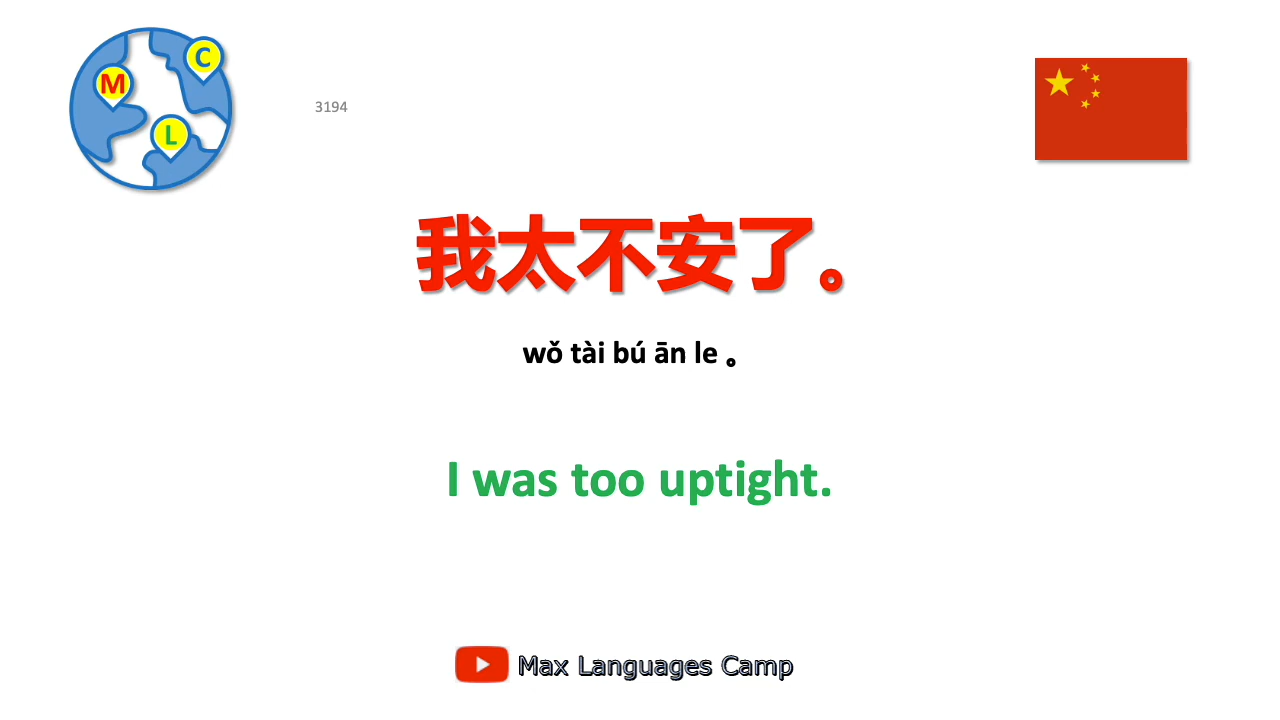 M
C
L
3194
我太不安了。
wǒ tài bú ān le 。
I was too uptight.
Max Languages Camp